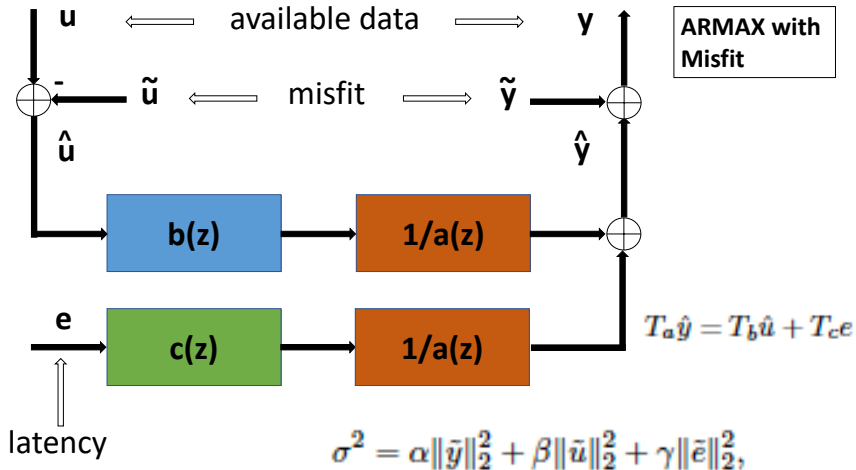 u available data y
ARMAX with
Misfit
- ũ misfit ỹ
û ŷ
b(z) 1/a(z)
e
c(z) 1/a(z)
T_a ŷ = T_b û + T_c e
latency
σ² = α‖ỹ‖₂² + β‖ũ‖₂² + γ‖ẽ‖₂²,